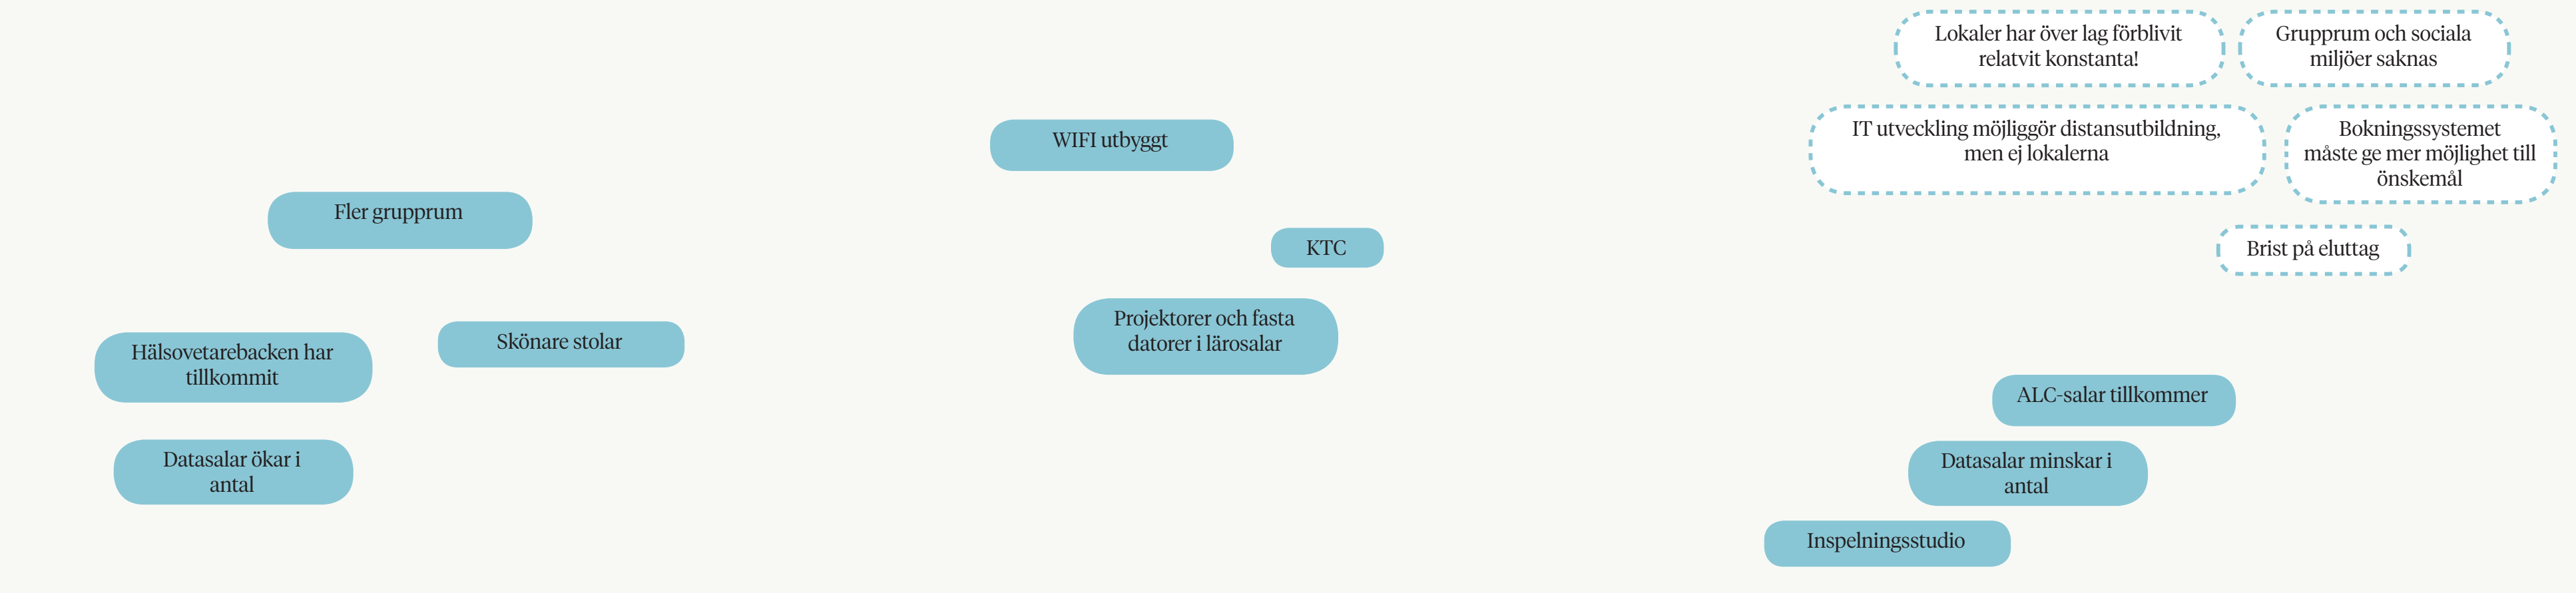 Lokaler har över lag förblivit
relatvit konstanta!
Grupprum och sociala
miljöer saknas
WIFI utbyggt
IT utveckling möjliggör distansutbildning,
men ej lokalerna
Bokningssystemet
måste ge mer möjlighet till
önskemål
Fler grupprum
KTC
Brist på eluttag
Projektorer och fasta
datorer i lärosalar
Hälsovetarebacken har
tillkommit
Skönare stolar
ALC-salar tillkommer
Datasalar ökar i
antal
Datasalar minskar i
antal
Inspelningsstudio